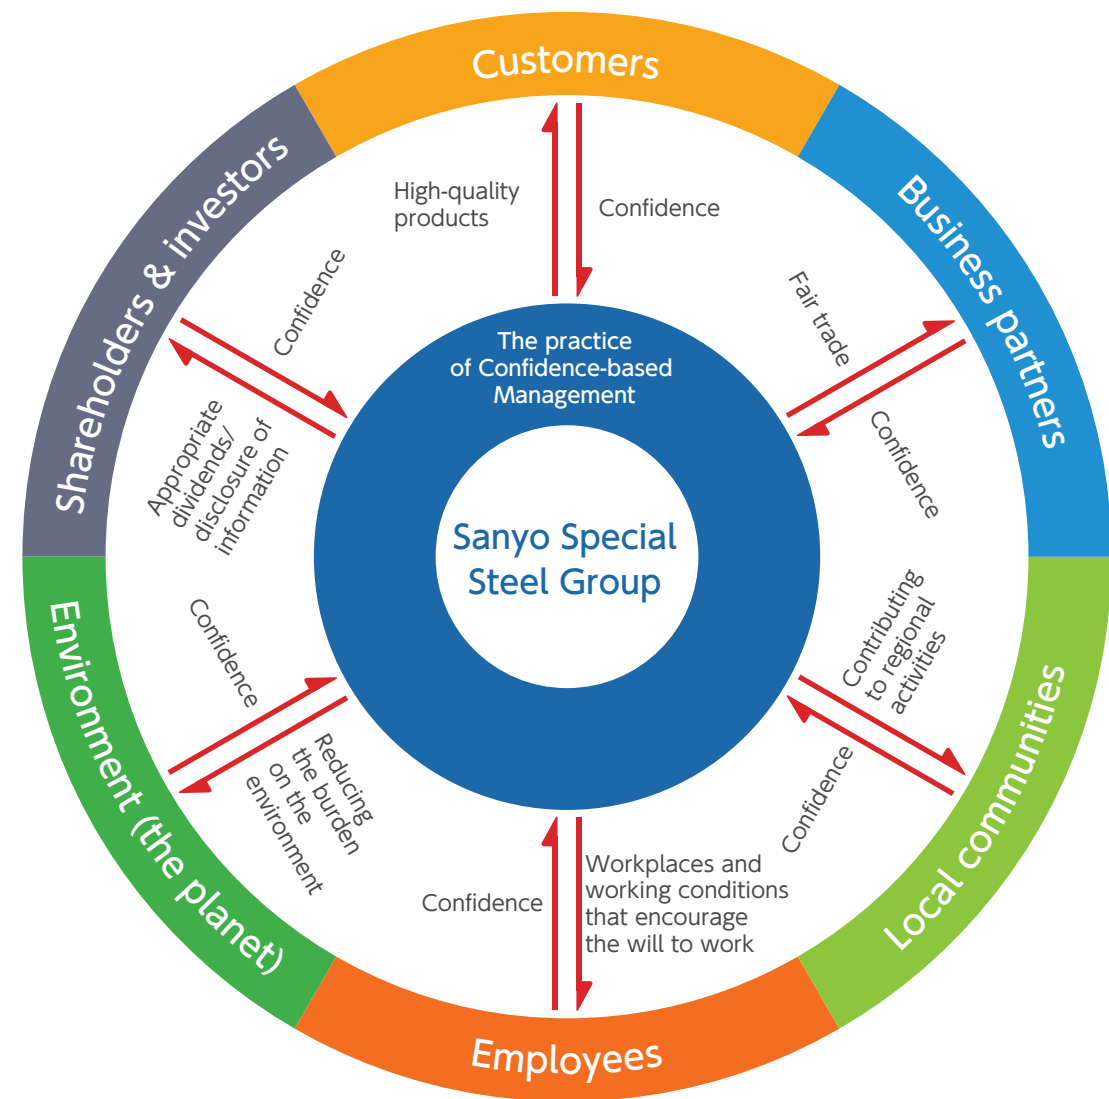 Customers
Business partners
Local communities
Employees
Environment (the planet)
Shareholders & investors
High-quality
products
Confidence
Fair trade
Confidence
Contributing
to regional
activities
Confidence
Workplaces and
working conditions
that encourage
the will to work
Confidence
Reducing
the burden
on the
environment
Confidence
Appropriate
dividends/
disclosure of
information
Confidence
The practice
of Confidence-based
Management
Sanyo Special
Steel Group